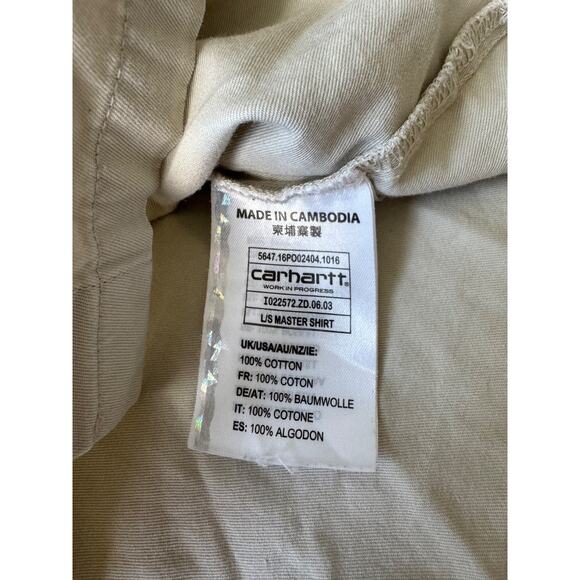 MADE IN CAMBODIA
柬埔寨製
5647.16PO02404.1016
carhartt®
WORK IN PROGRESS
I022572.ZD.06.03
L/S MASTER SHIRT
UK/USA/AU/NZ/IE:
100% COTTON
FR: 100% COTON
DE/AT: 100% BAUMWOLLE
IT: 100% COTONE
ES: 100% ALGODON